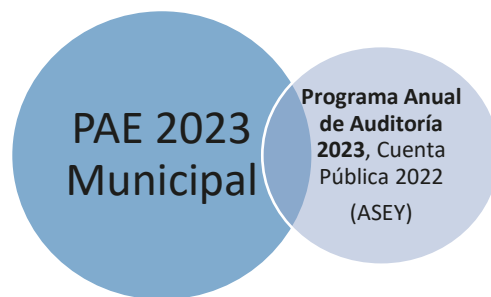 PAE 2023
Municipal
Programa Anual
de Auditoría
2023, Cuenta
Pública 2022
(ASEY)